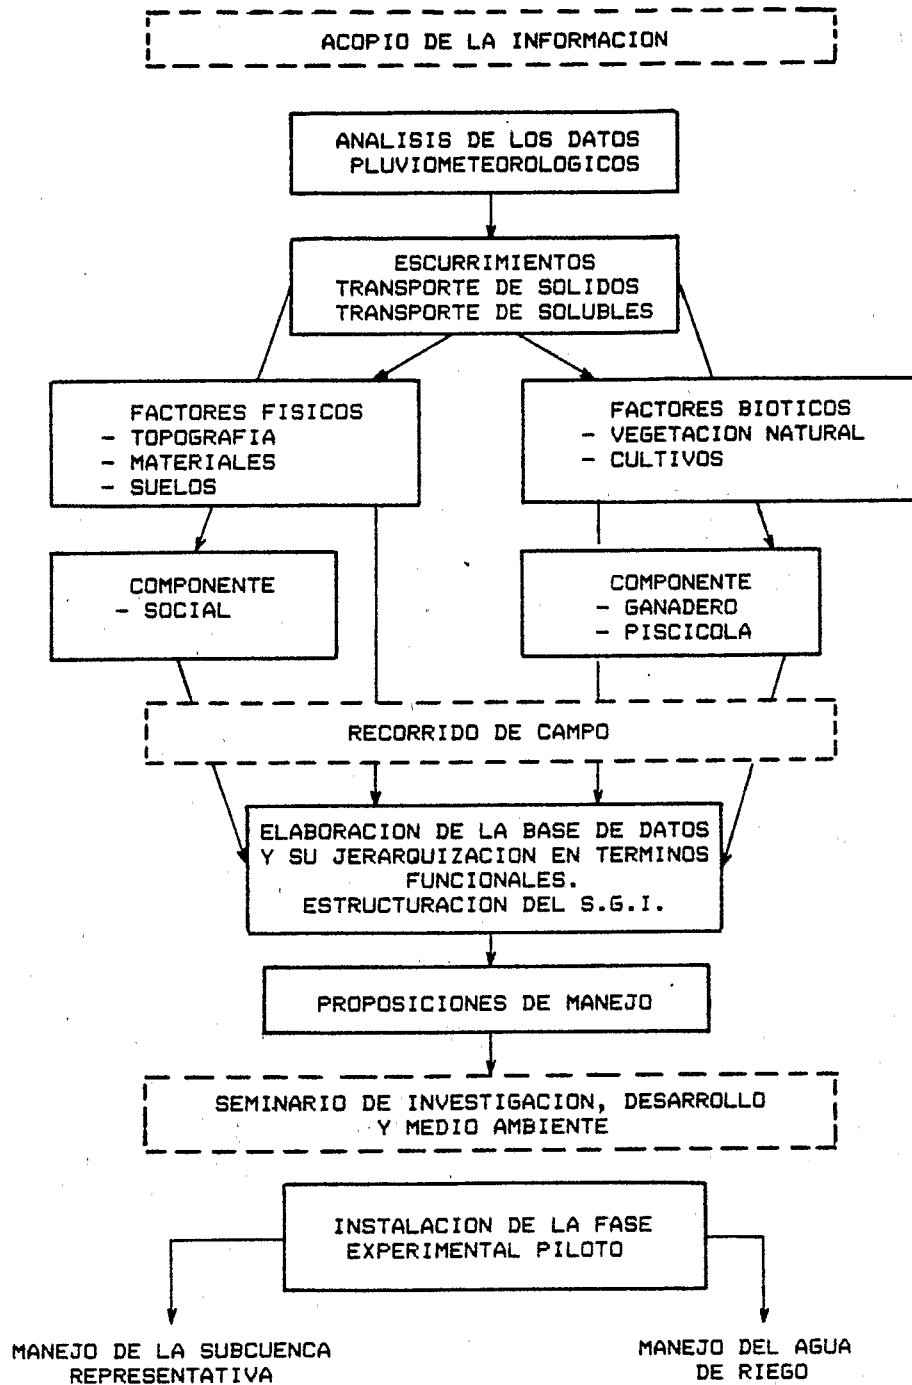 ACOPIO DE LA INFORMACION
ANALISIS DE LOS DATOS
PLUVIOMETEOROLOGICOS
ESCURRIMIENTOS
TRANSPORTE DE SOLIDOS
TRANSPORTE DE SOLUBLES
FACTORES FISICOS
- TOPOGRAFIA
- MATERIALES
- SUELOS
FACTORES BIOTICOS
- VEGETACION NATURAL
- CULTIVOS
COMPONENTE
- SOCIAL
COMPONENTE
- GANADERO
- PISCICOLA
RECORRIDO DE CAMPO
ELABORACION DE LA BASE DE DATOS
Y SU JERARQUIZACION EN TERMINOS
FUNCIONALES.
ESTRUCTURACION DEL S.G.I.
PROPOSICIONES DE MANEJO
SEMINARIO DE INVESTIGACION, DESARROLLO
Y MEDIO AMBIENTE
INSTALACION DE LA FASE
EXPERIMENTAL PILOTO
MANEJO DE LA SUBCUENCA
REPRESENTATIVA
MANEJO DEL AGUA
DE RIEGO